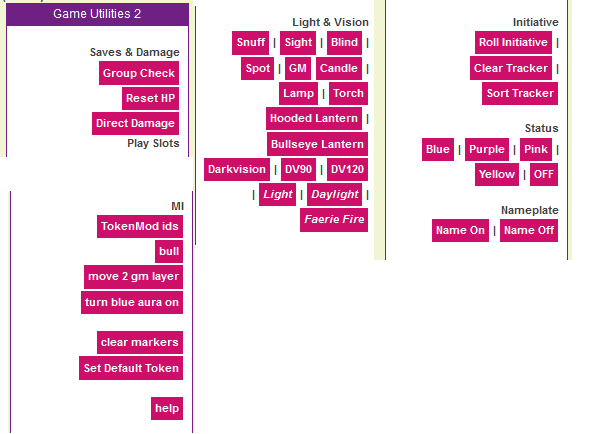 Game Utilities 2
Saves & Damage
Group Check
Reset HP
Direct Damage
Play Slots
MI
TokenMod ids
bull
move 2 gm layer
turn blue aura on
clear markers
Set Default Token
help
Light & Vision
Snuff | Sight | Blind |
Spot | GM Candle |
Lamp | Torch
Hooded Lantern |
Bullseye Lantern
Darkvision | DV90 | DV120
| Light | Daylight |
Faerie Fire
Initiative
Roll Initiative |
Clear Tracker |
Sort Tracker
Status
Blue | Purple | Pink |
Yellow | OFF
Nameplate
Name On | Name Off